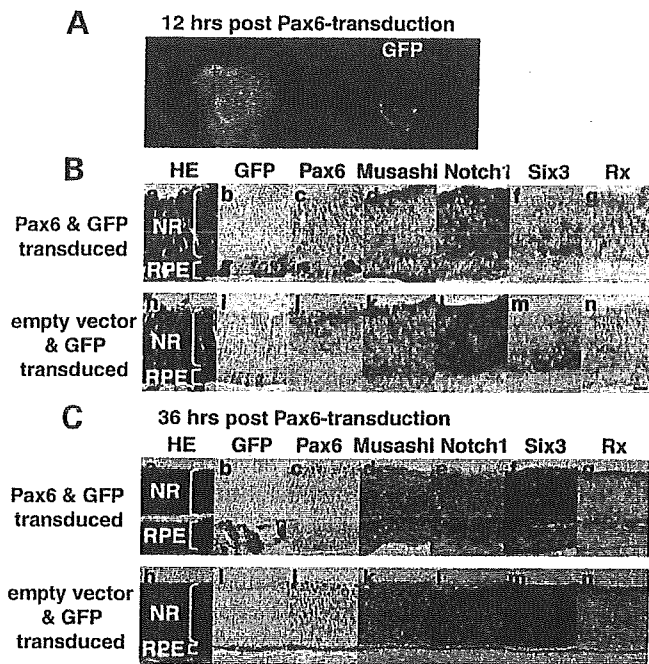 A
12 hrs post Pax6-transduction
GFP
B
HE GFP Pax6 Musashi Notch1 Six3 Rx
Pax6 & GFP
transduced
a b c d f g
NR
RPE
empty vector
& GFP
transduced
h i j k l m n
NR
RPE
C
36 hrs post Pax6-transduction
HE GFP Pax6 Musashi Notch1 Six3 Rx
Pax6 & GFP
transduced
a b c d e f g
NR
RPE
empty vector
& GFP
transduced
h i j k l m n
NR
RPE